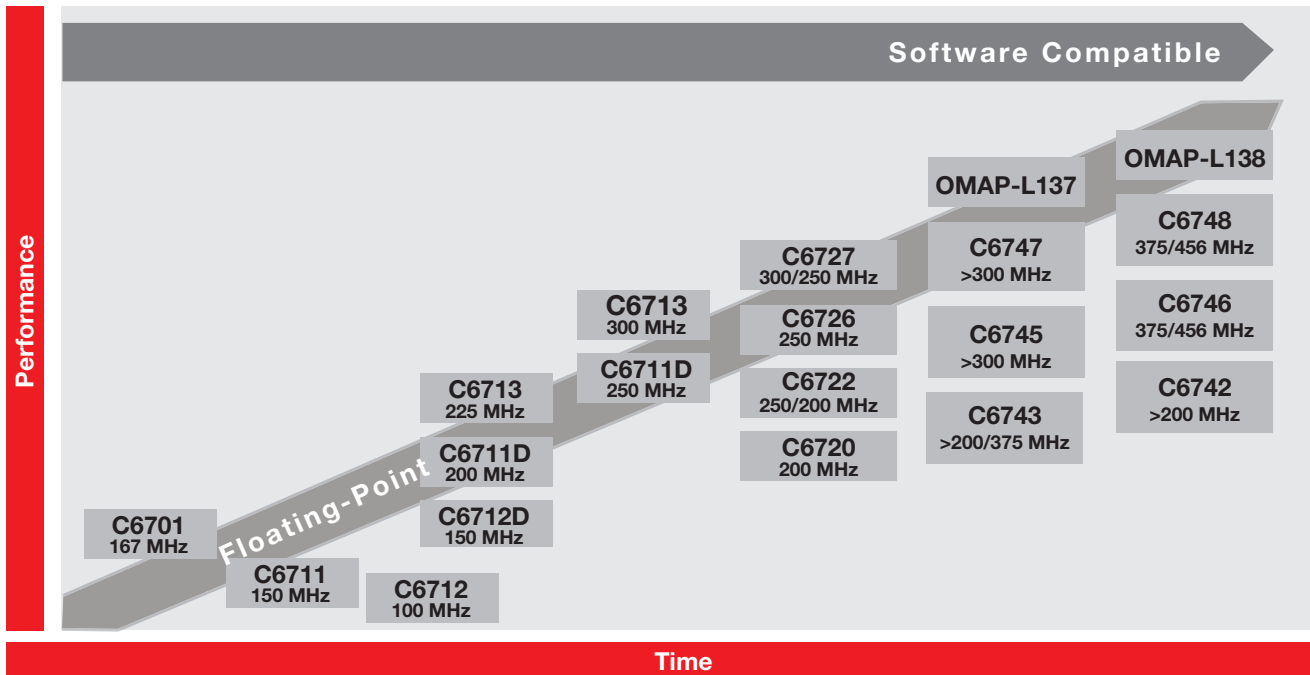 Software Compatible
Performance
C6701
167 MHz
Floating-Point
C6711
150 MHz
C6712
100 MHz
C6713
225 MHz
C6711D
200 MHz
C6712D
150 MHz
C6713
300 MHz
C6711D
250 MHz
C6727
300/250 MHz
C6726
250 MHz
C6722
250/200 MHz
C6720
200 MHz
OMAP-L137
C6747
>300 MHz
C6745
>300 MHz
C6743
>200/375 MHz
OMAP-L138
C6748
375/456 MHz
C6746
375/456 MHz
C6742
>200 MHz
Time